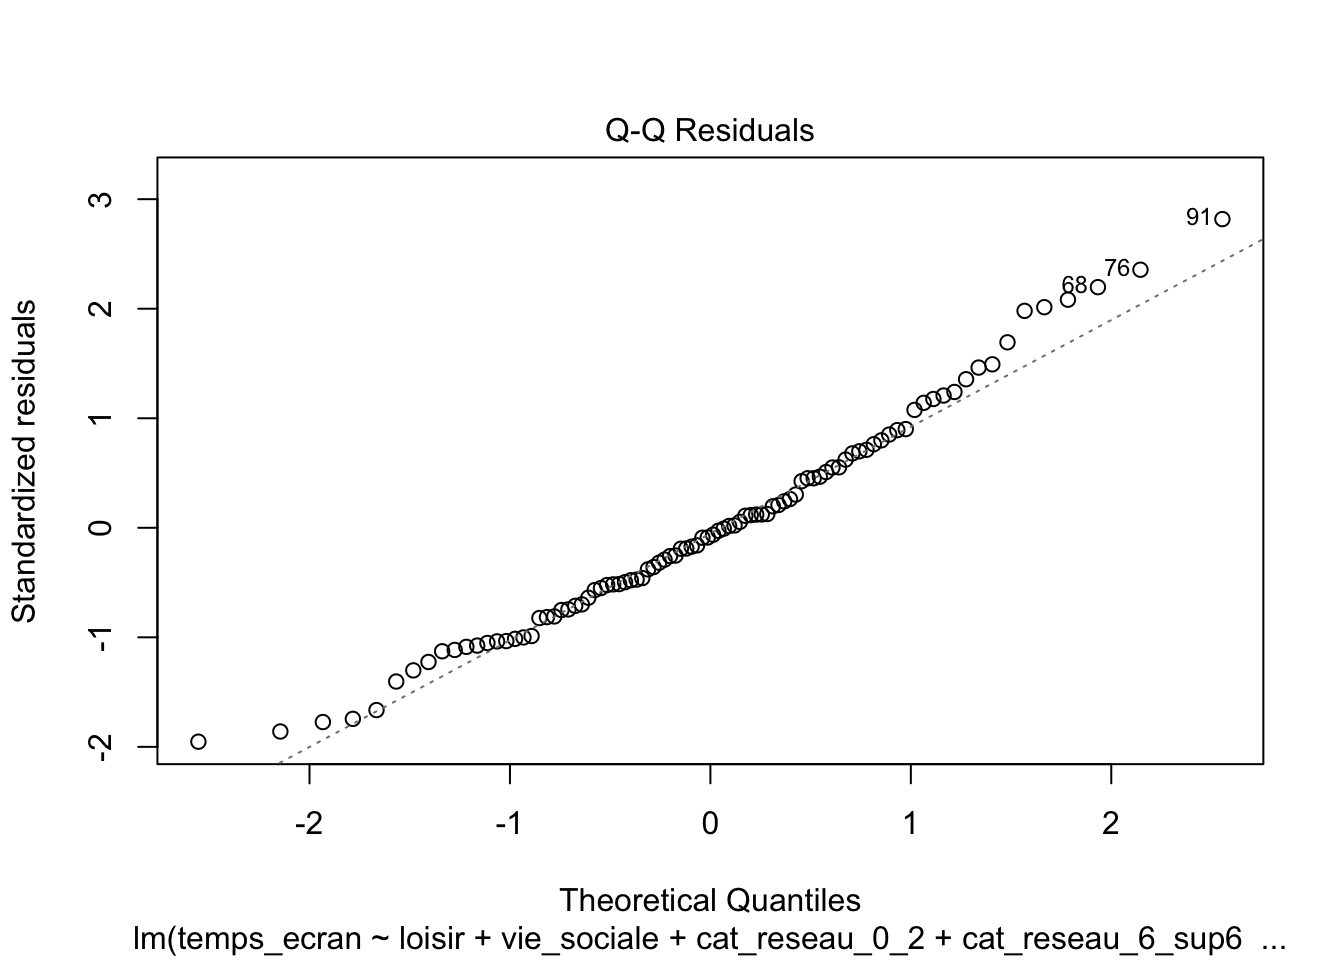 Q-Q Residuals
Standardized residuals
3
2
1
0
-1
-2
91
76
68
-2 -1 0 1 2
Theoretical Quantiles
lm(temps_ecran ~ loisir + vie_sociale + cat_reseau_0_2 + cat_reseau_6_sup6 ...